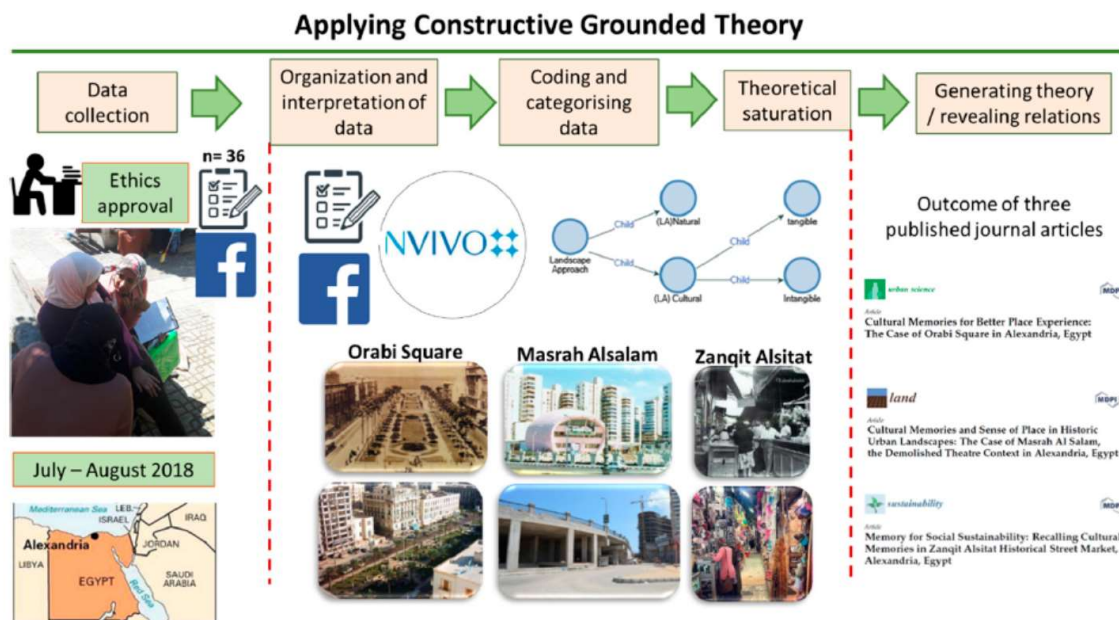 Applying Constructive Grounded Theory
Data
collection
Organization and
interpretation of
data
Coding and
categorising
data
Theoretical
saturation
Generating theory
/ revealing relations
n= 36
Ethics
approval
July – August 2018
Mediterranean Sea
LEB.
ISRAEL
IRAQ
Alexandria
JORDAN
LIBYA
EGYPT
SAUDI
ARABIA
Red Sea
NVIVO
Landscape
Approach
Child
Child
(LA)Natural
(LA) Cultural
Child
Child
tangible
Intangible
Orabi Square
Masrah Alsalam
Zanqit Alsitat
Outcome of three
published journal articles
urban science
MDPI
Article
Cultural Memories for Better Place Experience:
The Case of Orabi Square in Alexandria, Egypt
land
MDPI
Article
Cultural Memories and Sense of Place in Historic
Urban Landscapes: The Case of Masrah Al Salam,
the Demolished Theatre Context in Alexandria, Egypt
sustainability
MDPI
Article
Memory for Social Sustainability: Recalling Cultural
Memories in Zanqit Alsitat Historical Street Market,
Alexandria, Egypt